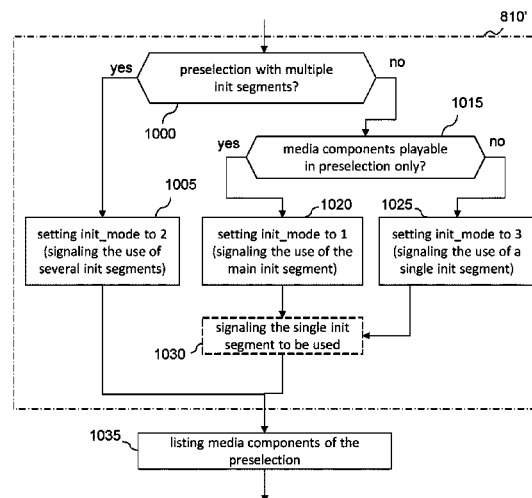 810'
preselection with multiple
init segments?
yes
no
1000
1015
media components playable
in preselection only?
yes
no
1005
1020
1025
setting init_mode to 2
(signaling the use of
several init segments)
setting init_mode to 1
(signaling the use of the
main init segment)
setting init_mode to 3
(signaling the use of a
single init segment)
signaling the single init
segment to be used
1030
1035
listing media components of the
preselection